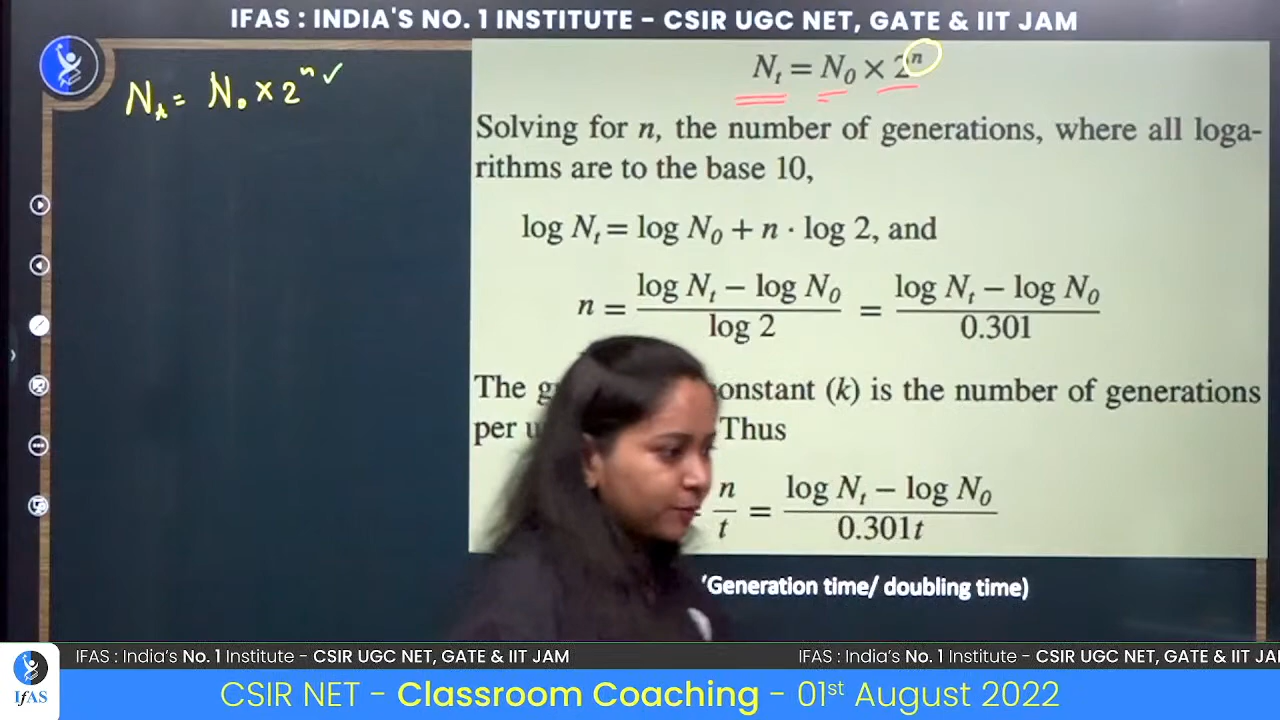 IFAS : INDIA'S NO. 1 INSTITUTE - CSIR UGC NET, GATE & IIT JAM
Nₜ = N₀ × 2ⁿ ✓
Nₜ = N₀ × 2ⁿ
Solving for n, the number of generations, where all loga-
rithms are to the base 10,
log Nₜ = log N₀ + n · log 2, and
n = (log Nₜ − log N₀)/(log 2) = (log Nₜ − log N₀)/(0.301)
The onstant (k) is the number of generations
per Thus
n/t = (log Nₜ − log N₀)/(0.301t)
'Generation time/ doubling time)
IFAS : India's No. 1 Institute - CSIR UGC NET, GATE & IIT JAM
IFAS : India's No. 1 Institute - CSIR UGC NET, GATE & IIT JA
IfAS
CSIR NET - Classroom Coaching - 01st August 2022